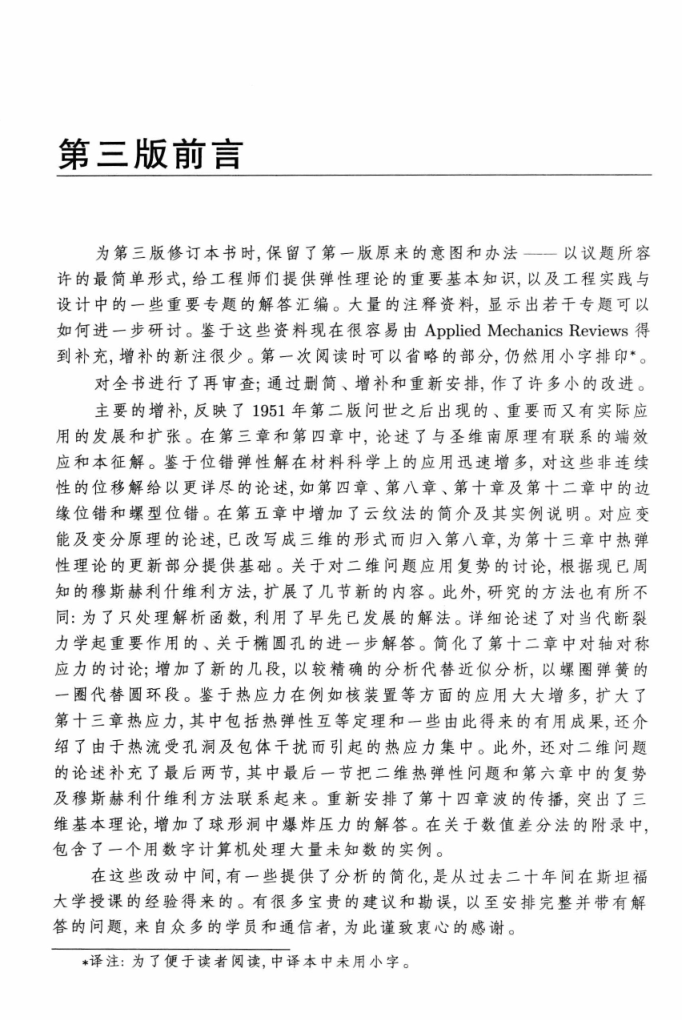 第三版前言
为第三版修订本书时, 保留了第一版原来的意图和办法 —— 以议题所容
许的最简单形式, 给工程师们提供弹性理论的重要基本知识, 以及工程实践与
设计中的一些重要专题的解答汇编。大量的注释资料, 显示出若干专题可以
如何进一步研讨。鉴于这些资料现在很容易由 Applied Mechanics Reviews 得
到补充, 增补的新注很少。第一次阅读时可以省略的部分, 仍然用小字排印*。
对全书进行了再审查; 通过删简、增补和重新安排, 作了许多小的改进。
主要的增补, 反映了 1951 年第二版问世之后出现的、重要而又有实际应
用的发展和扩张。在第三章和第四章中, 论述了与圣维南原理有联系的端效
应和本征解。鉴于位错弹性解在材料科学上的应用迅速增多, 对这些非连续
性的位移解给以更详尽的论述, 如第四章、第八章、第十章及第十二章中的边
缘位错和螺型位错。在第五章中增加了云纹法的简介及其实例说明。对应变
能及变分原理的论述, 已改写成三维的形式而归入第八章, 为第十三章中热弹
性理论的更新部分提供基础。关于对二维问题应用复势的讨论, 根据现已周
知的穆斯赫利什维利方法, 扩展了几节新的内容。此外, 研究的方法也有所不
同: 为了只处理解析函数, 利用了早先已发展的解法。详细论述了对当代断裂
力学起重要作用的、关于椭圆孔的进一步解答。简化了第十二章中对轴对称
应力的讨论; 增加了新的几段, 以较精确的分析代替近似分析, 以螺圈弹簧的
一圈代替圆环段。鉴于热应力在例如核装置等方面的应用大大增多, 扩大了
第十三章热应力, 其中包括热弹性互等定理和一些由此得来的有用成果, 还介
绍了由于热流受孔洞及包体干扰而引起的热应力集中。此外, 还对二维问题
的论述补充了最后两节, 其中最后一节把二维热弹性问题和第六章中的复势
及穆斯赫利什维利方法联系起来。重新安排了第十四章波的传播, 突出了三
维基本理论, 增加了球形洞中爆炸压力的解答。在关于数值差分法的附录中,
包含了一个用数字计算机处理大量未知数的实例。
在这些改动中间, 有一些提供了分析的简化, 是从过去二十年间在斯坦福
大学授课的经验得来的。有很多宝贵的建议和勘误, 以至安排完整并带有解
答的问题, 来自众多的学员和通信者, 为此谨致衷心的感谢。
*译注: 为了便于读者阅读, 中译本中未用小字。